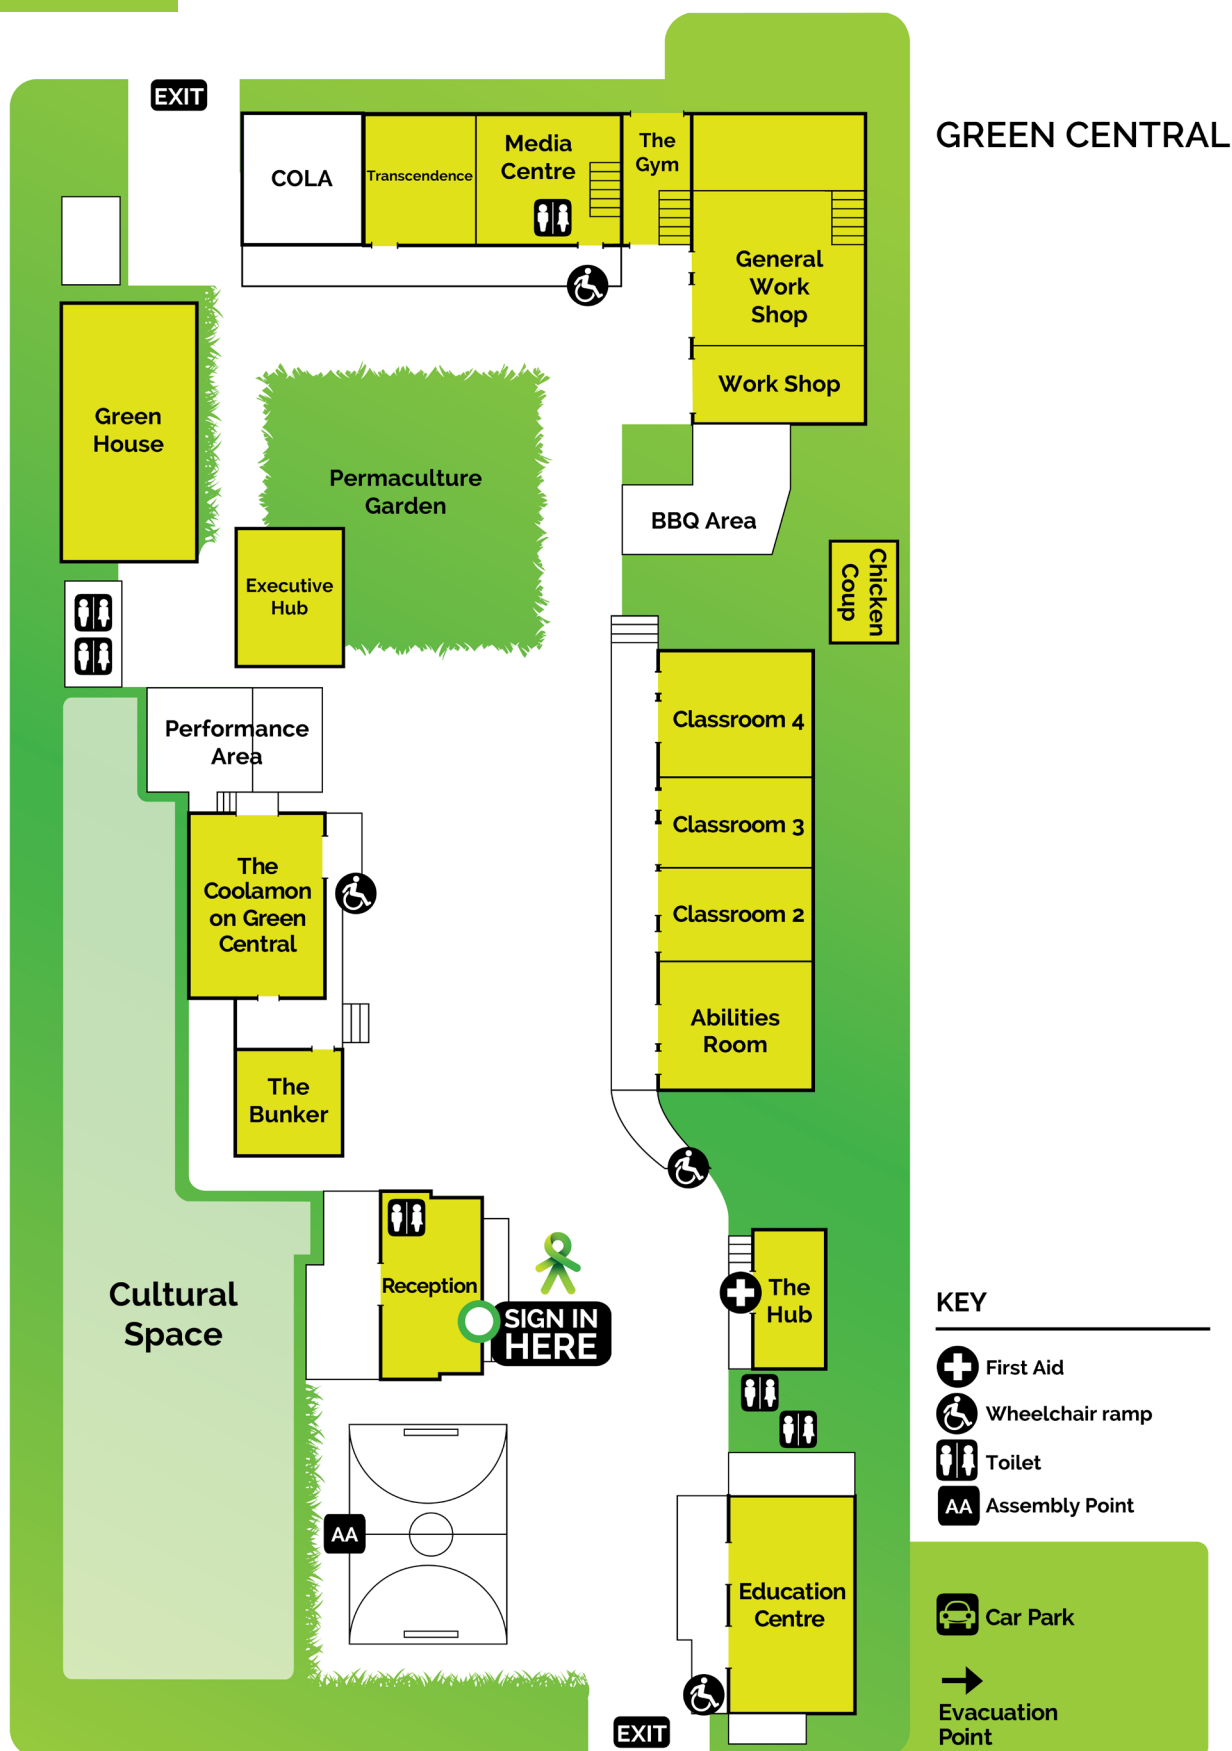 EXIT
GREEN CENTRAL
COLA
Transcendence
Media
Centre
The
Gym
General
Work
Shop
Work Shop
Green
House
Permaculture
Garden
BBQ Area
Executive
Hub
Chicken
Coup
Performance
Area
Classroom 4
Classroom 3
Classroom 2
Abilities
Room
The
Coolamon
on Green
Central
The
Bunker
Cultural
Space
Reception
SIGN IN
HERE
The
Hub
AA
Education
Centre
EXIT
KEY
First Aid
Wheelchair ramp
Toilet
AA Assembly Point
Car Park
Evacuation
Point